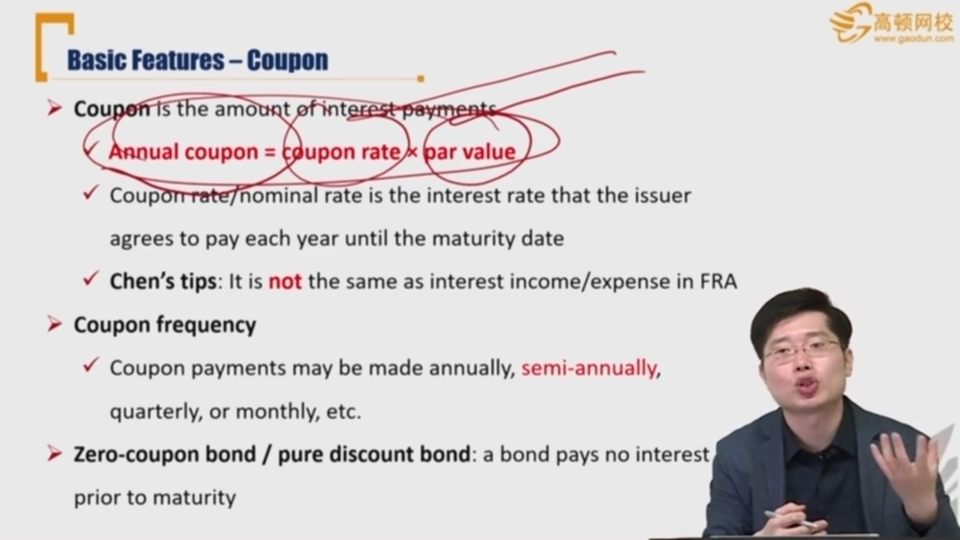 高顿网校
www.gaodun.com
Basic Features – Coupon
Coupon is the amount of interest payments
Annual coupon = coupon rate × par value
Coupon rate/nominal rate is the interest rate that the issuer
agrees to pay each year until the maturity date
Chen's tips: It is not the same as interest income/expense in FRA
Coupon frequency
Coupon payments may be made annually, semi-annually,
quarterly, or monthly, etc.
Zero-coupon bond / pure discount bond: a bond pays no interest
prior to maturity